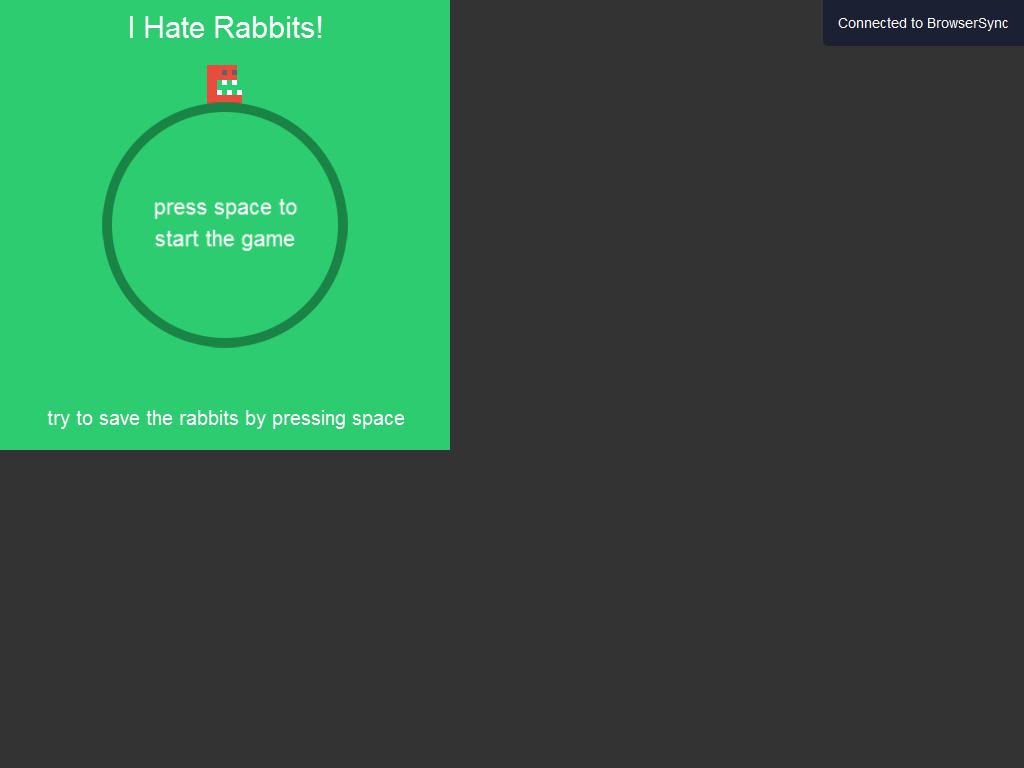 I Hate Rabbits!
Connected to BrowserSync
press space to
start the game
try to save the rabbits by pressing space